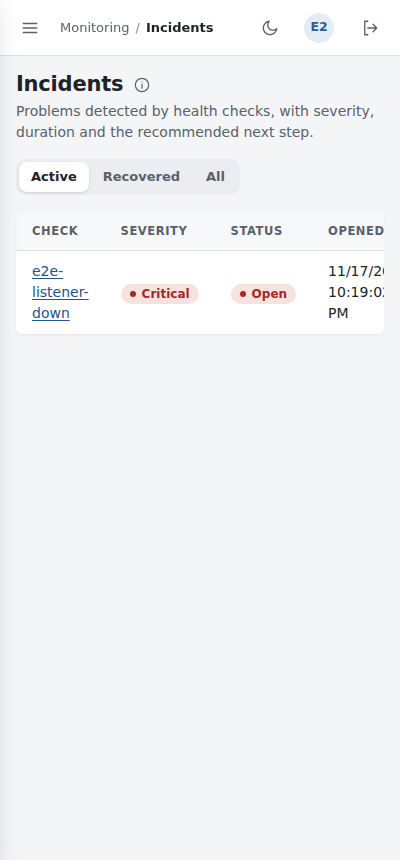 Monitoring / Incidents
E2
Incidents
Problems detected by health checks, with severity,
duration and the recommended next step.
Active Recovered All
CHECK SEVERITY STATUS OPENED
e2e-
listener-
down
Critical
Open
10:19:0
PM